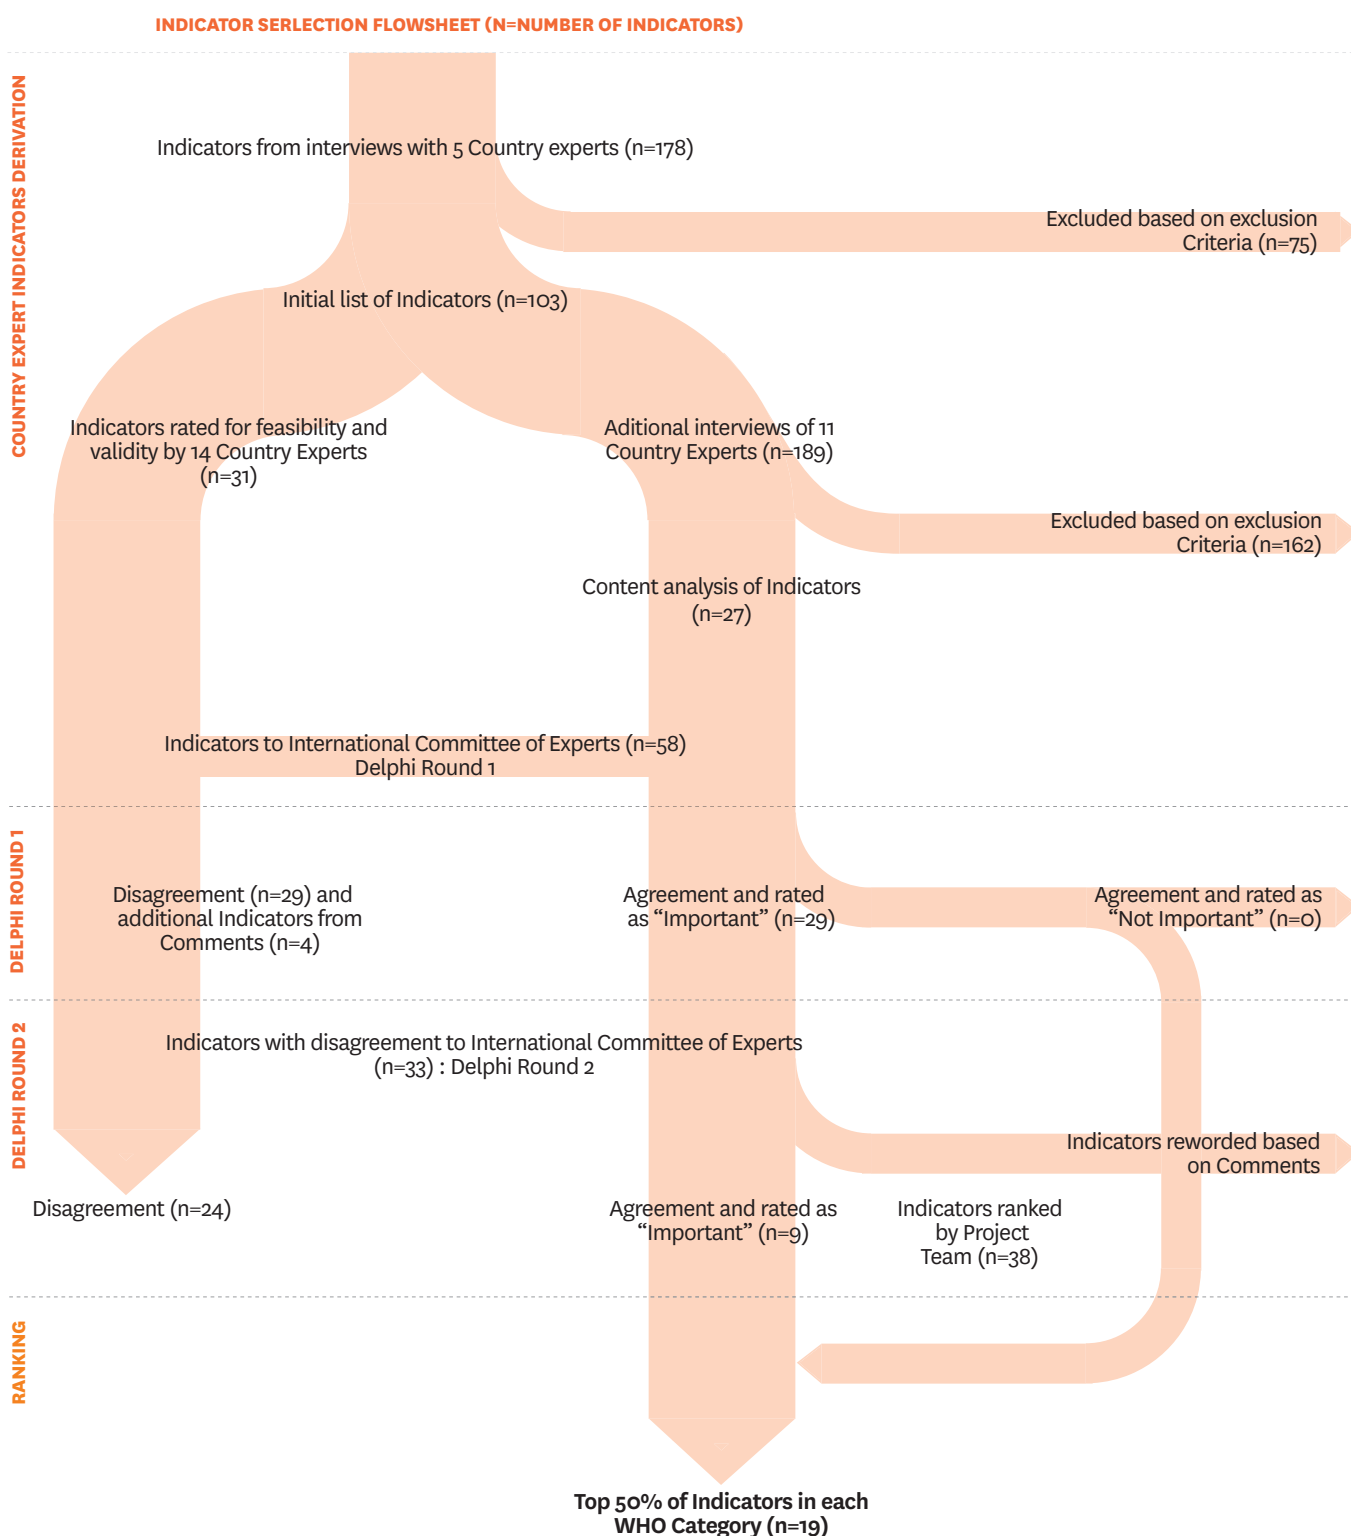 INDICATOR SERLECTION FLOWSHEET (N=NUMBER OF INDICATORS)
COUNTRY EXPERT INDICATORS DERIVATION
Indicators from interviews with 5 Country experts (n=178)
Excluded based on exclusion
Criteria (n=75)
Initial list of Indicators (n=103)
Indicators rated for feasibility and
validity by 14 Country Experts
(n=31)
Aditional interviews of 11
Country Experts (n=189)
Excluded based on exclusion
Criteria (n=162)
Content analysis of Indicators
(n=27)
Indicators to International Committee of Experts (n=58)
Delphi Round 1
DELPHI ROUND 1
Disagreement (n=29) and
additional Indicators from
Comments (n=4)
Agreement and rated
as “Important” (n=29)
Agreement and rated as
“Not Important” (n=0)
DELPHI ROUND 2
Indicators with disagreement to International Committee of Experts
(n=33) : Delphi Round 2
Indicators reworded based
on Comments
Disagreement (n=24)
Agreement and rated as
“Important” (n=9)
Indicators ranked
by Project
Team (n=38)
RANKING
Top 50% of Indicators in each
WHO Category (n=19)